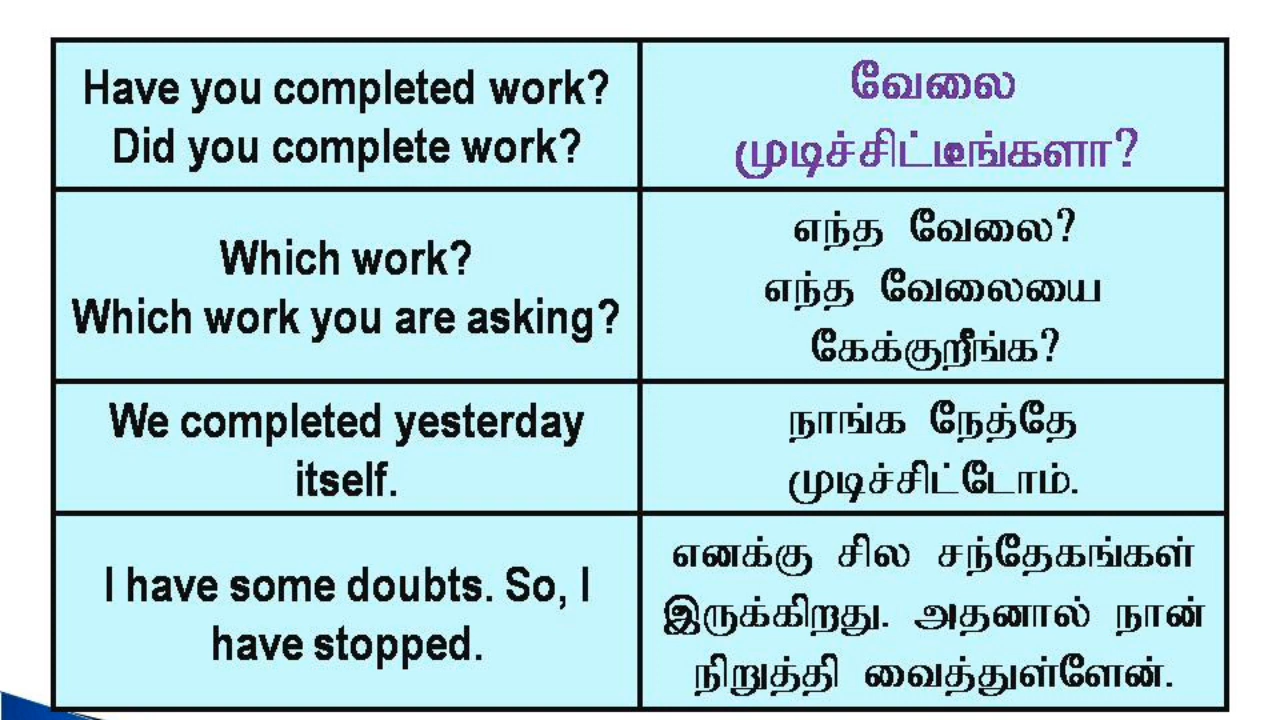 Have you completed work?
Did you complete work?
வேலை
முடிச்சிட்டீங்களா?
Which work?
Which work you are asking?
எந்த வேலை?
எந்த வேலையை
கேக்குறீங்க?
We completed yesterday
itself.
நாங்க நேத்தே
முடிச்சிட்டோம்.
I have some doubts. So, I
have stopped.
எனக்கு சில சந்தேகங்கள்
இருக்கிறது. அதனால் நான்
நிறுத்தி வைத்துள்ளேன்.